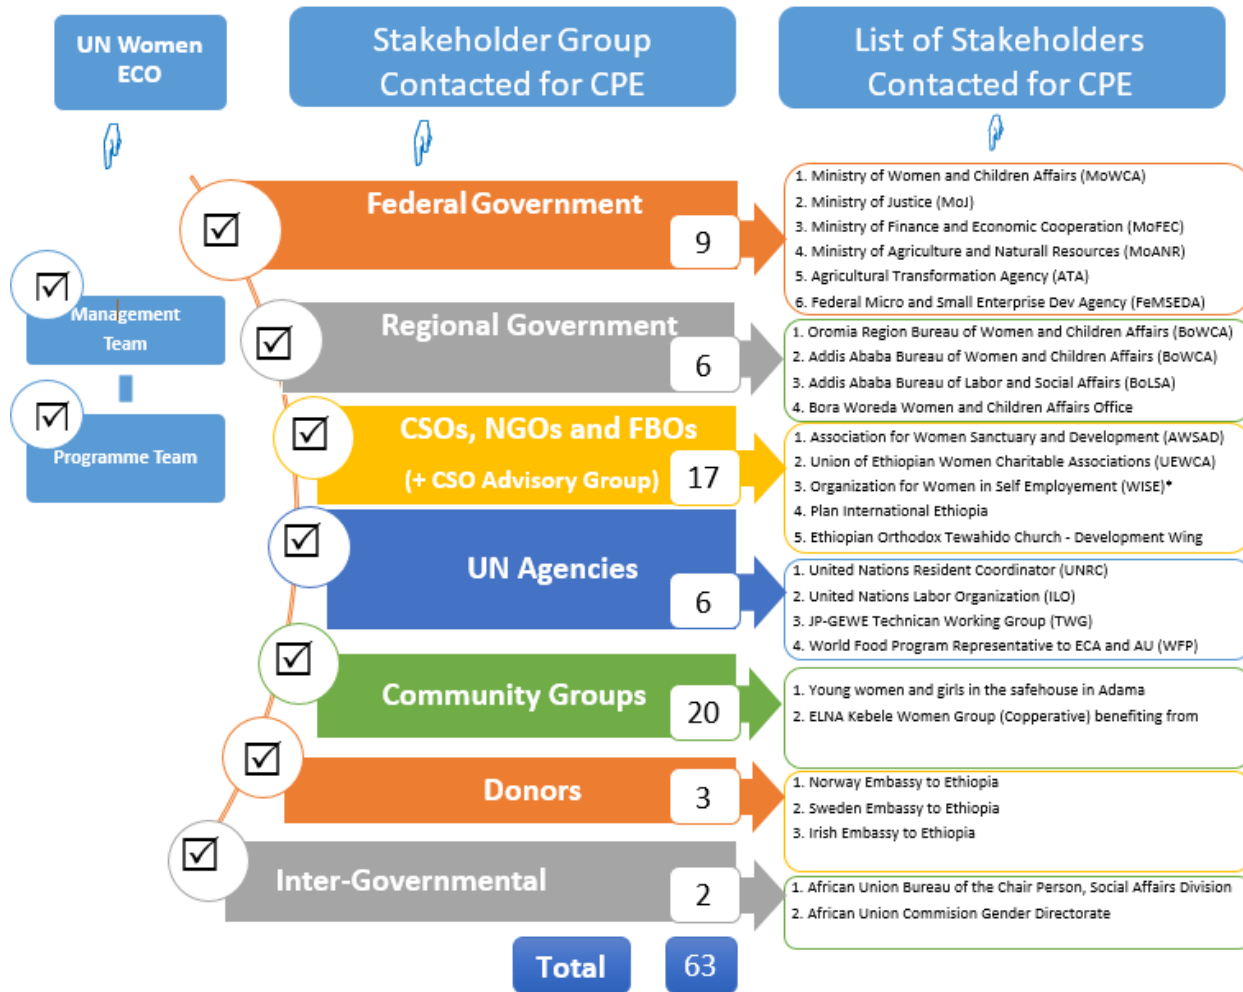 UN Women
ECO
Stakeholder Group
Contacted for CPE
List of Stakeholders
Contacted for CPE
Management
Team
Programme Team
Federal Government
9
1. Ministry of Women and Children Affairs (MoWCA)
2. Ministry of Justice (MoJ)
3. Ministry of Finance and Economic Cooperation (MoFEC)
4. Ministry of Agriculture and Naturall Resources (MoANR)
5. Agricultural Transformation Agency (ATA)
6. Federal Micro and Small Enterprise Dev Agency (FeMSEDA)
Regional Government
6
1. Oromia Region Bureau of Women and Children Affairs (BoWCA)
2. Addis Ababa Bureau of Women and Children Affairs (BoWCA)
3. Addis Ababa Bureau of Labor and Social Affairs (BoLSA)
4. Bora Woreda Women and Children Affairs Office
CSOs, NGOs and FBOs
(+ CSO Advisory Group)
17
1. Association for Women Sanctuary and Development (AWSAD)
2. Union of Ethiopian Women Charitable Associations (UEWCA)
3. Organization for Women in Self Employement (WISE)*
4. Plan International Ethiopia
5. Ethiopian Orthodox Tewahido Church - Development Wing
UN Agencies
6
1. United Nations Resident Coordinator (UNRC)
2. United Nations Labor Organization (ILO)
3. JP-GEWE Technican Working Group (TWG)
4. World Food Program Representative to ECA and AU (WFP)
Community Groups
20
1. Young women and girls in the safehouse in Adama
2. ELNA Kebele Women Group (Copperative) benefiting from
Donors
3
1. Norway Embassy to Ethiopia
2. Sweden Embassy to Ethiopia
3. Irish Embassy to Ethiopia
Inter-Governmental
2
1. African Union Bureau of the Chair Person, Social Affairs Division
2. African Union Commision Gender Directorate
Total
63